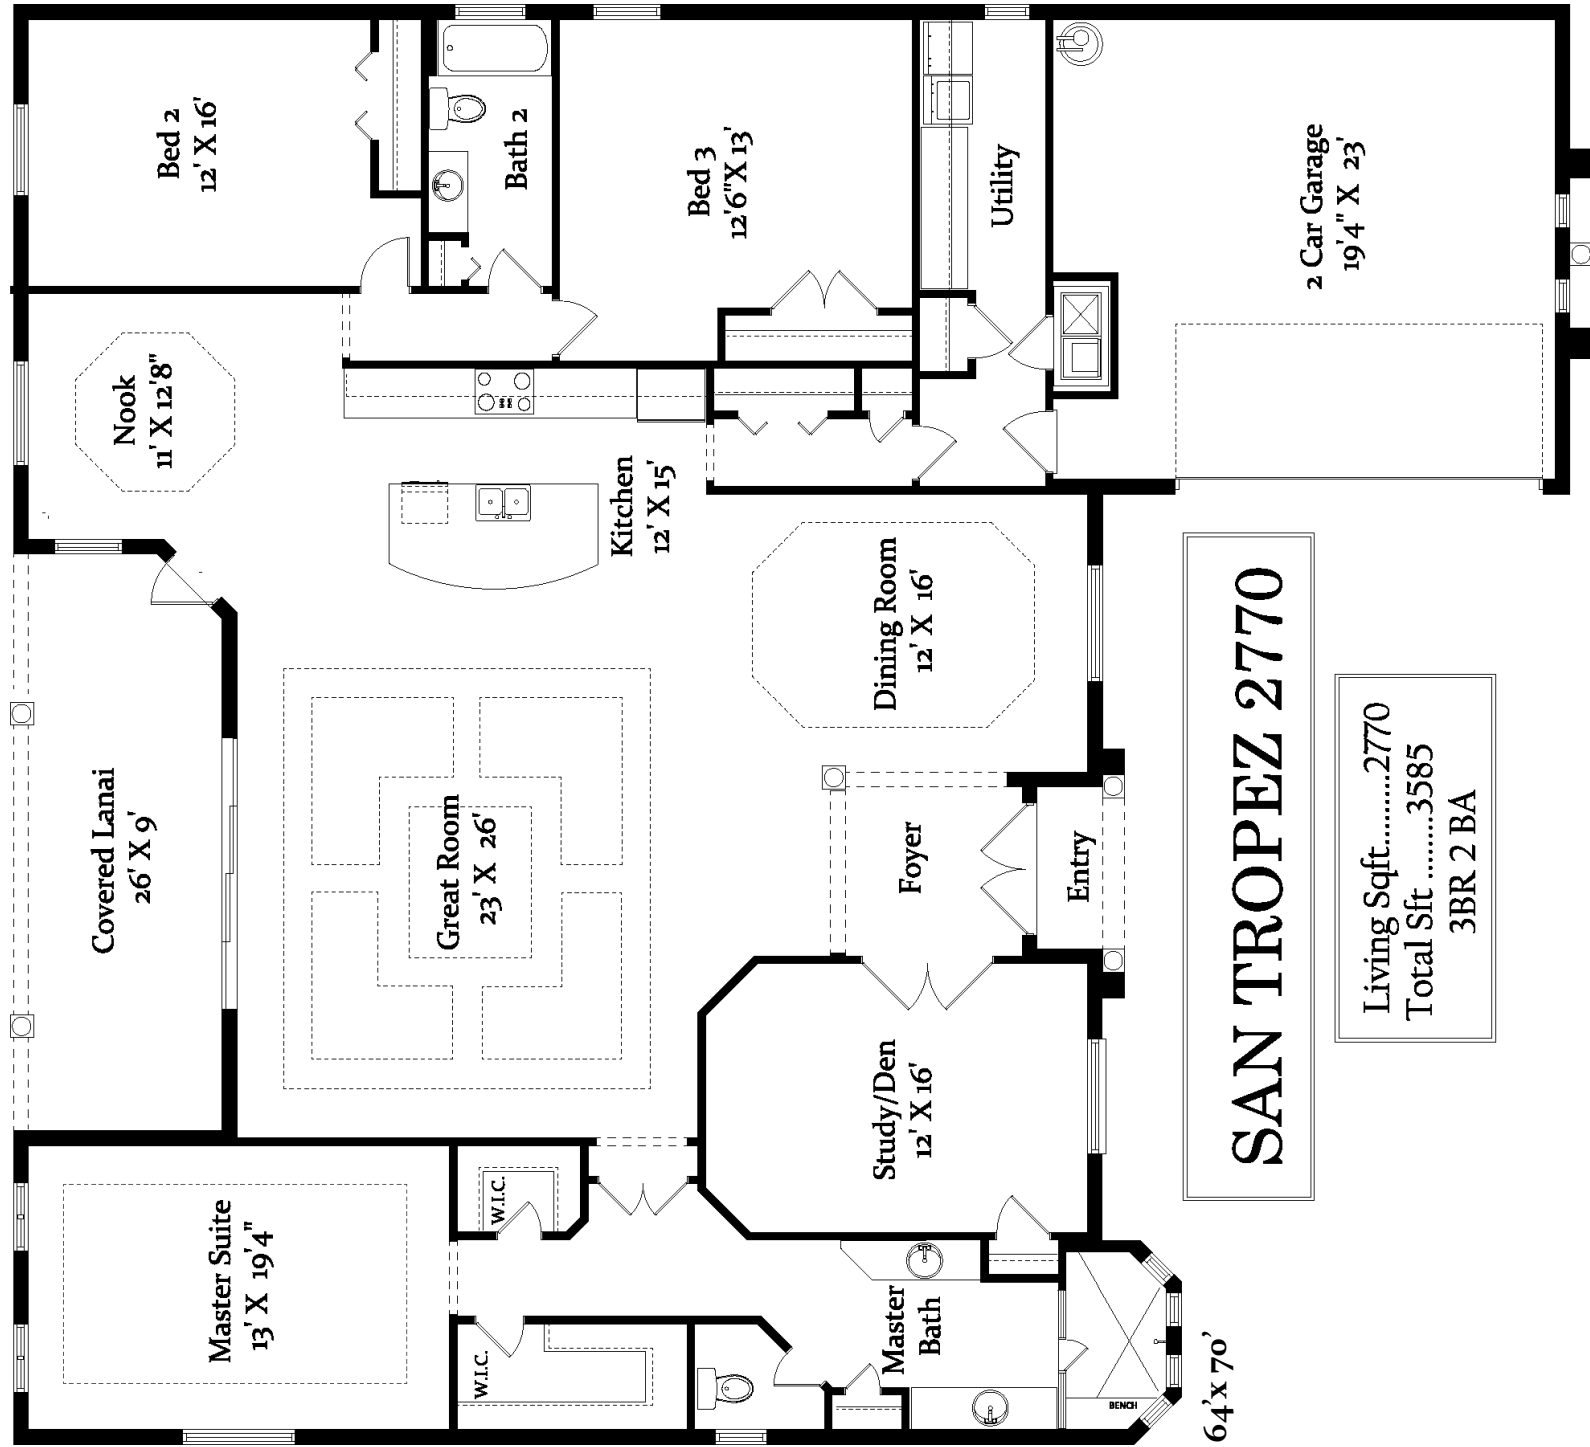 Bed 2
12' X 16'
Bath 2
Bed 3
12'6"X 13'
Utility
2 Car Garage
19'4" X 23'
Nook
11' X 12'8"
Kitchen
12' X 15'
Dining Room
12' X 16'
Covered Lanai
26' X 9'
Great Room
23' X 26'
Foyer
Entry
Study/Den
12' X 16'
Master Suite
13' X 19'4"
W.I.C.
W.I.C.
Master
Bath
BENCH
64'x 70'
SAN TROPEZ 2770
Living Sqft..........2770
Total Sft .........3585
3BR 2 BA